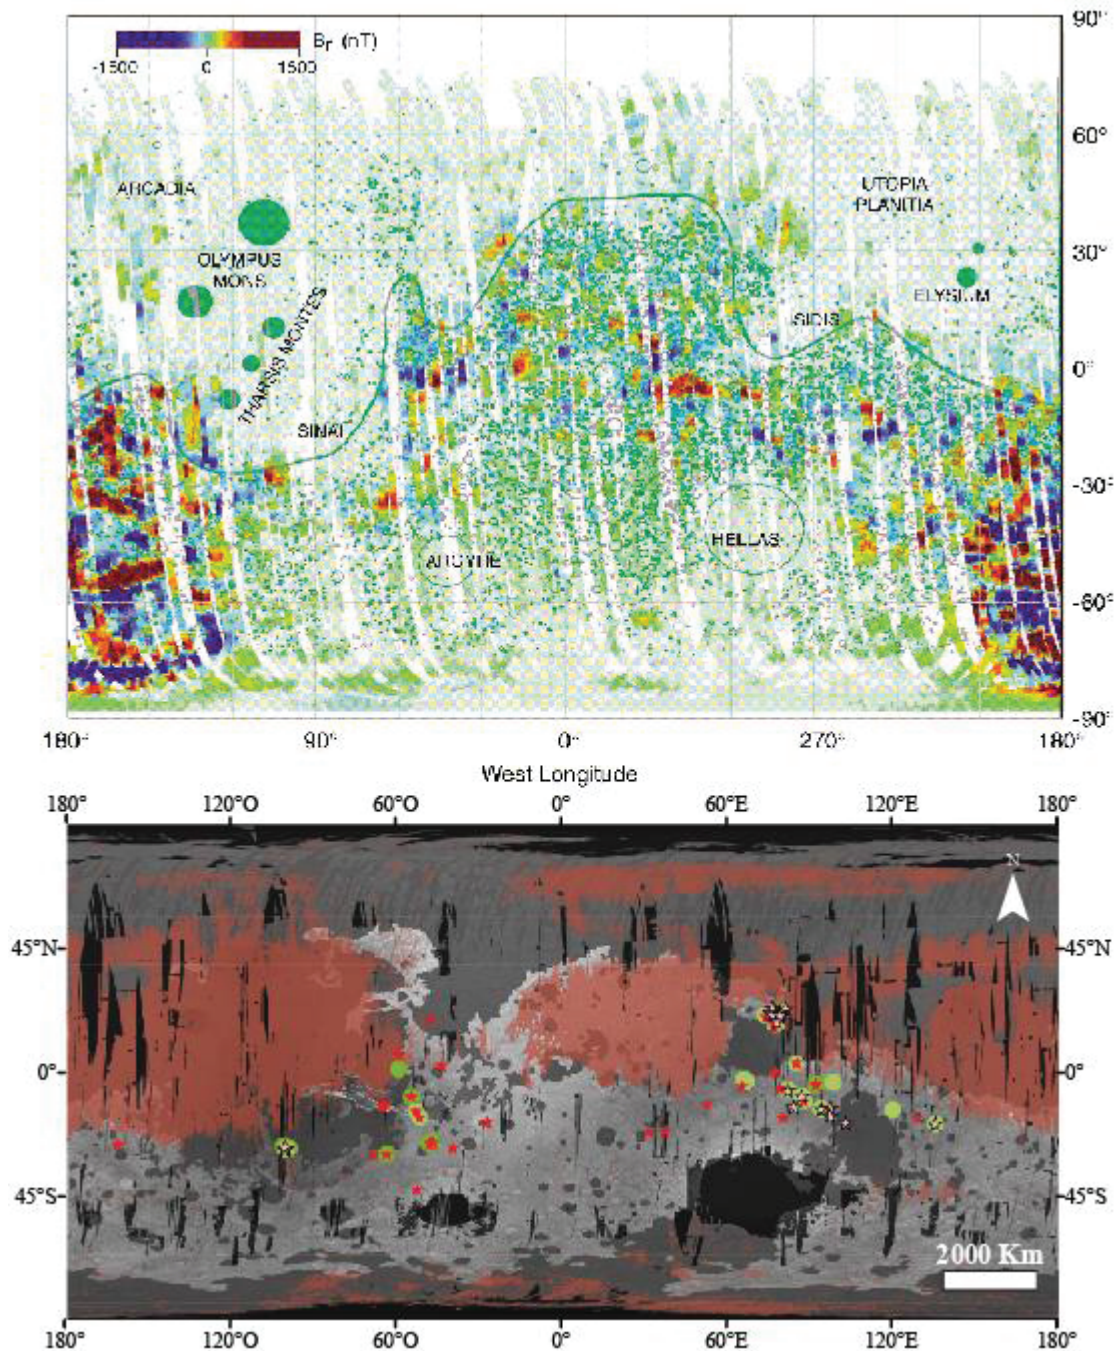 90°
Br (nT)
-1500 0 1500
60°
ARCADIA
UTOPIA
PLANITIA
30°
OLYMPUS
MONS
ELYSIUM
THARSIS MONTES
SIDIS
0°
SINAI
-30°
ARGYRE
HELLAS
-60°
-90°
180° 90° 0° 270° 180°
West Longitude
180° 120°O 60°O 0° 60°E 120°E 180°
N
45°N 45°N
0° 0°
45°S 45°S
2000 Km
180° 120°O 60°O 0° 60°E 120°E 180°